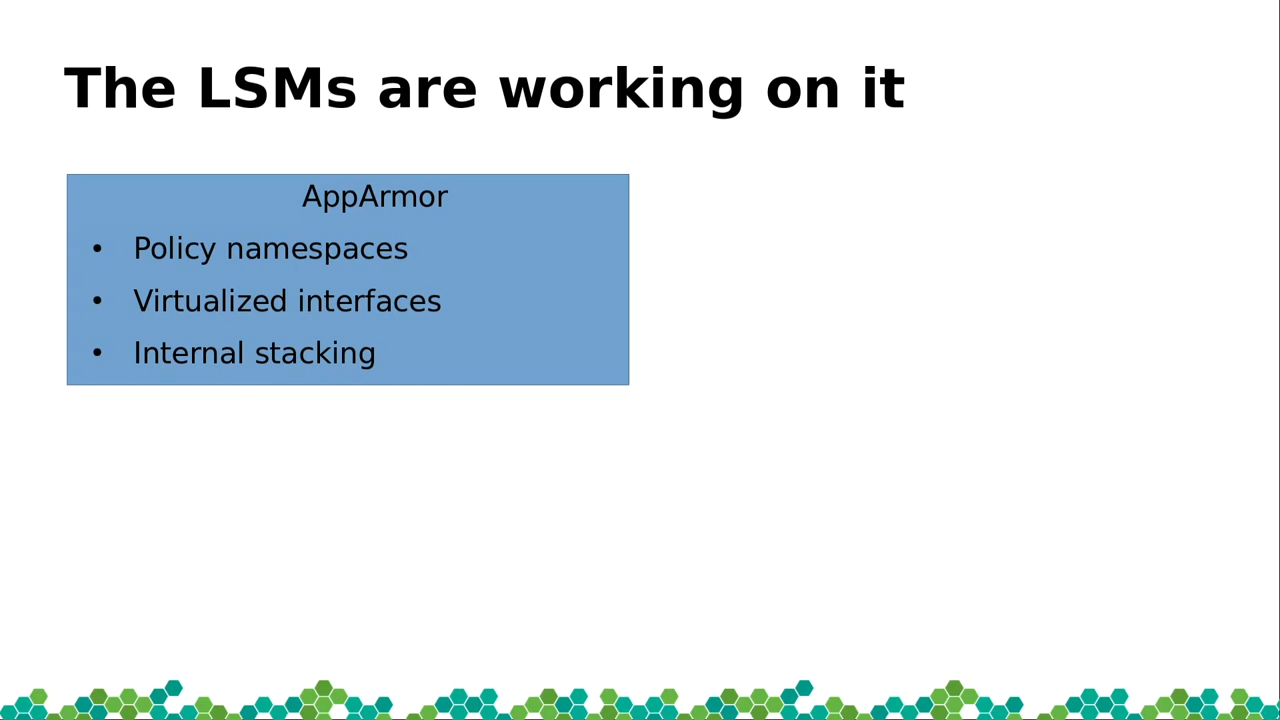 The LSMs are working on it
AppArmor
• Policy namespaces
• Virtualized interfaces
• Internal stacking